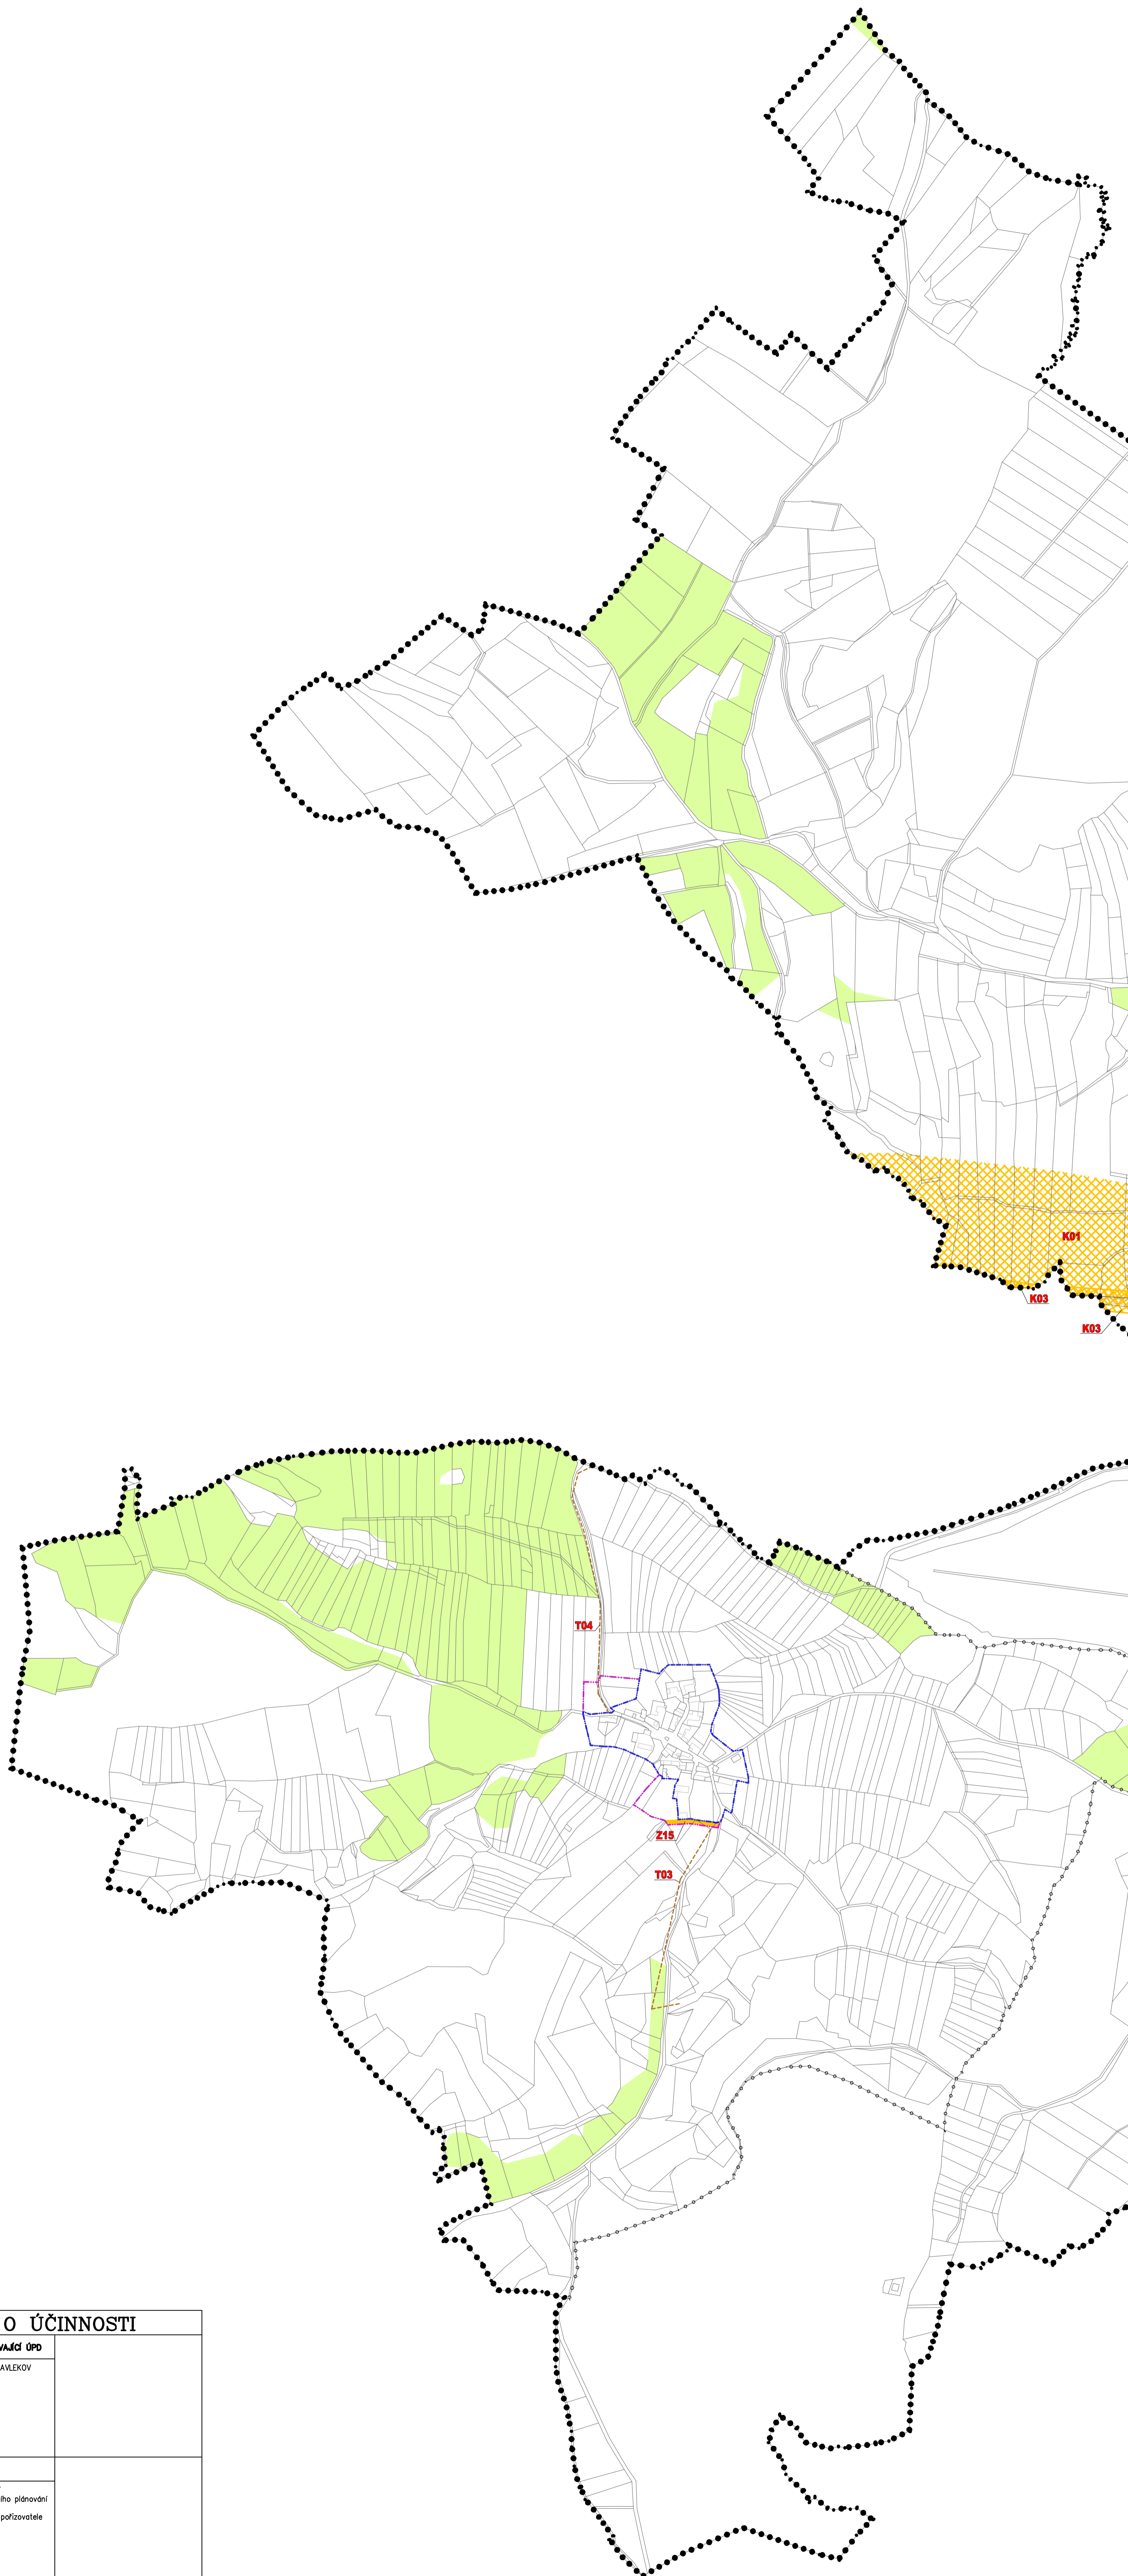 K01
K03
K03
T04
Z15
T03
O ÚČINNOSTI
VAJÍCÍ ÚPD
AVLEKOV
ího plánování
pořizovatele